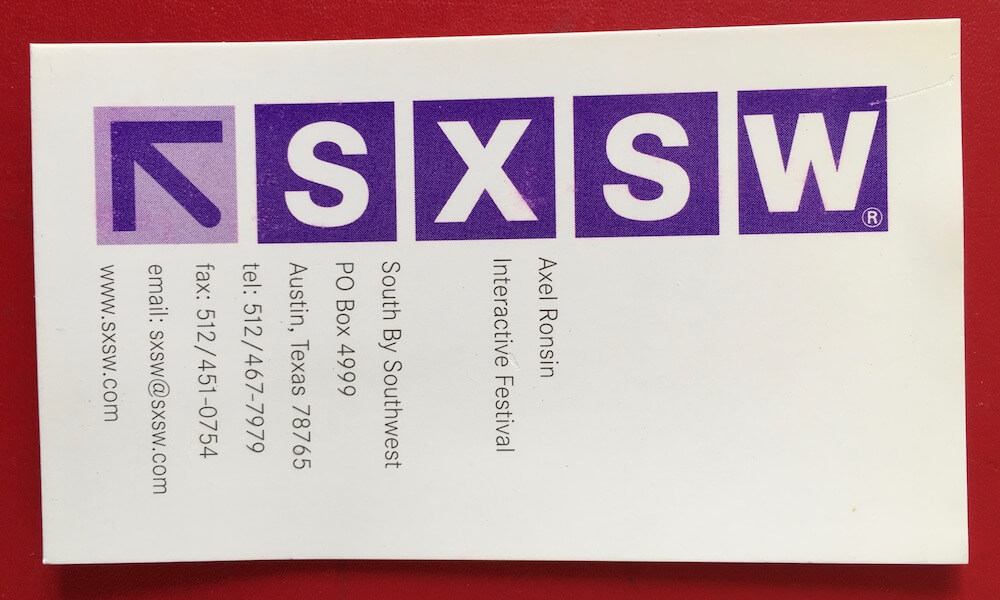 SXSW®
Axel Ronsin
Interactive Festival
South By Southwest
PO Box 4999
Austin, Texas 78765
tel: 512/467-7979
fax: 512/451-0754
email: sxsw@sxsw.com
www.sxsw.com